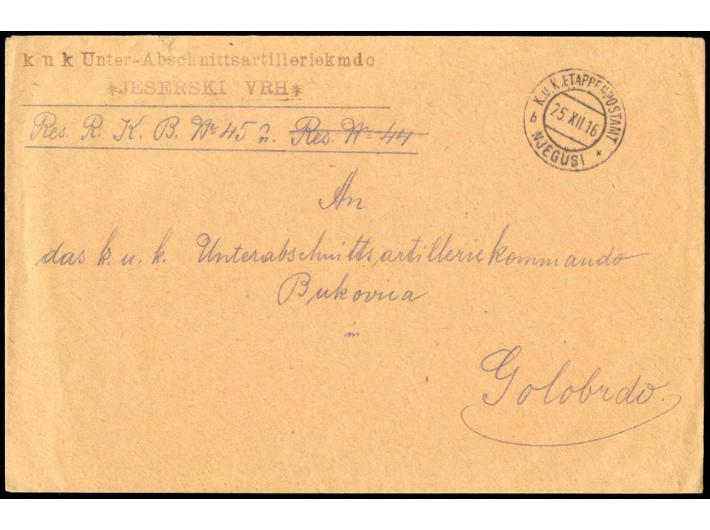 k u k Unter-Abschnittsartilleriekmdo
*JESERSKI VRH*
Res. R. K. B. No 45 u. Res. No 44
K.u.K. ETAPPENPOSTAMT
25 XII.16
b NJEGUSI *
An
das k. u. k. Unterabschnittsartilleriekommando
Bukovica
in
Golobrdo.